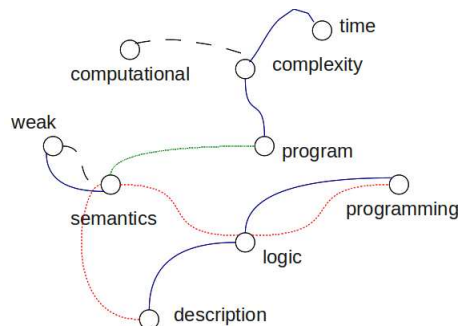 time
complexity
computational
weak
program
programming
semantics
logic
description